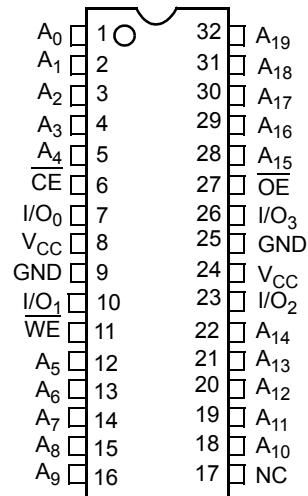 A0 1 32 A19
A1 2 31 A18
A2 3 30 A17
A3 4 29 A16
A4 5 28 A15
CE 6 27 OE
I/O0 7 26 I/O3
VCC 8 25 GND
GND 9 24 VCC
I/O1 10 23 I/O2
WE 11 22 A14
A5 12 21 A13
A6 13 20 A12
A7 14 19 A11
A8 15 18 A10
A9 16 17 NC